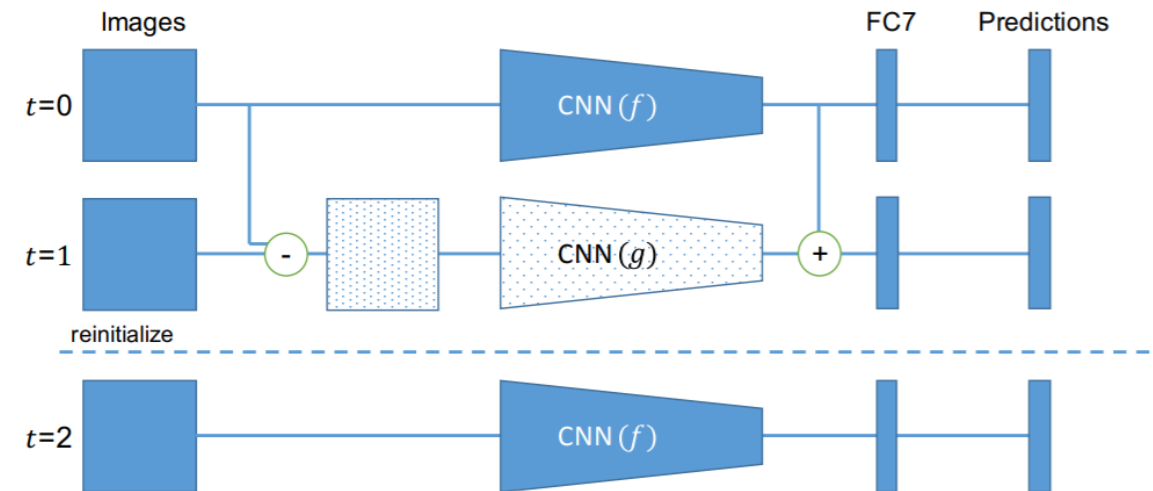 Images FC7 Predictions
t=0 CNN(f)
-
t=1 CNN(g) +
reinitialize
t=2 CNN(f)